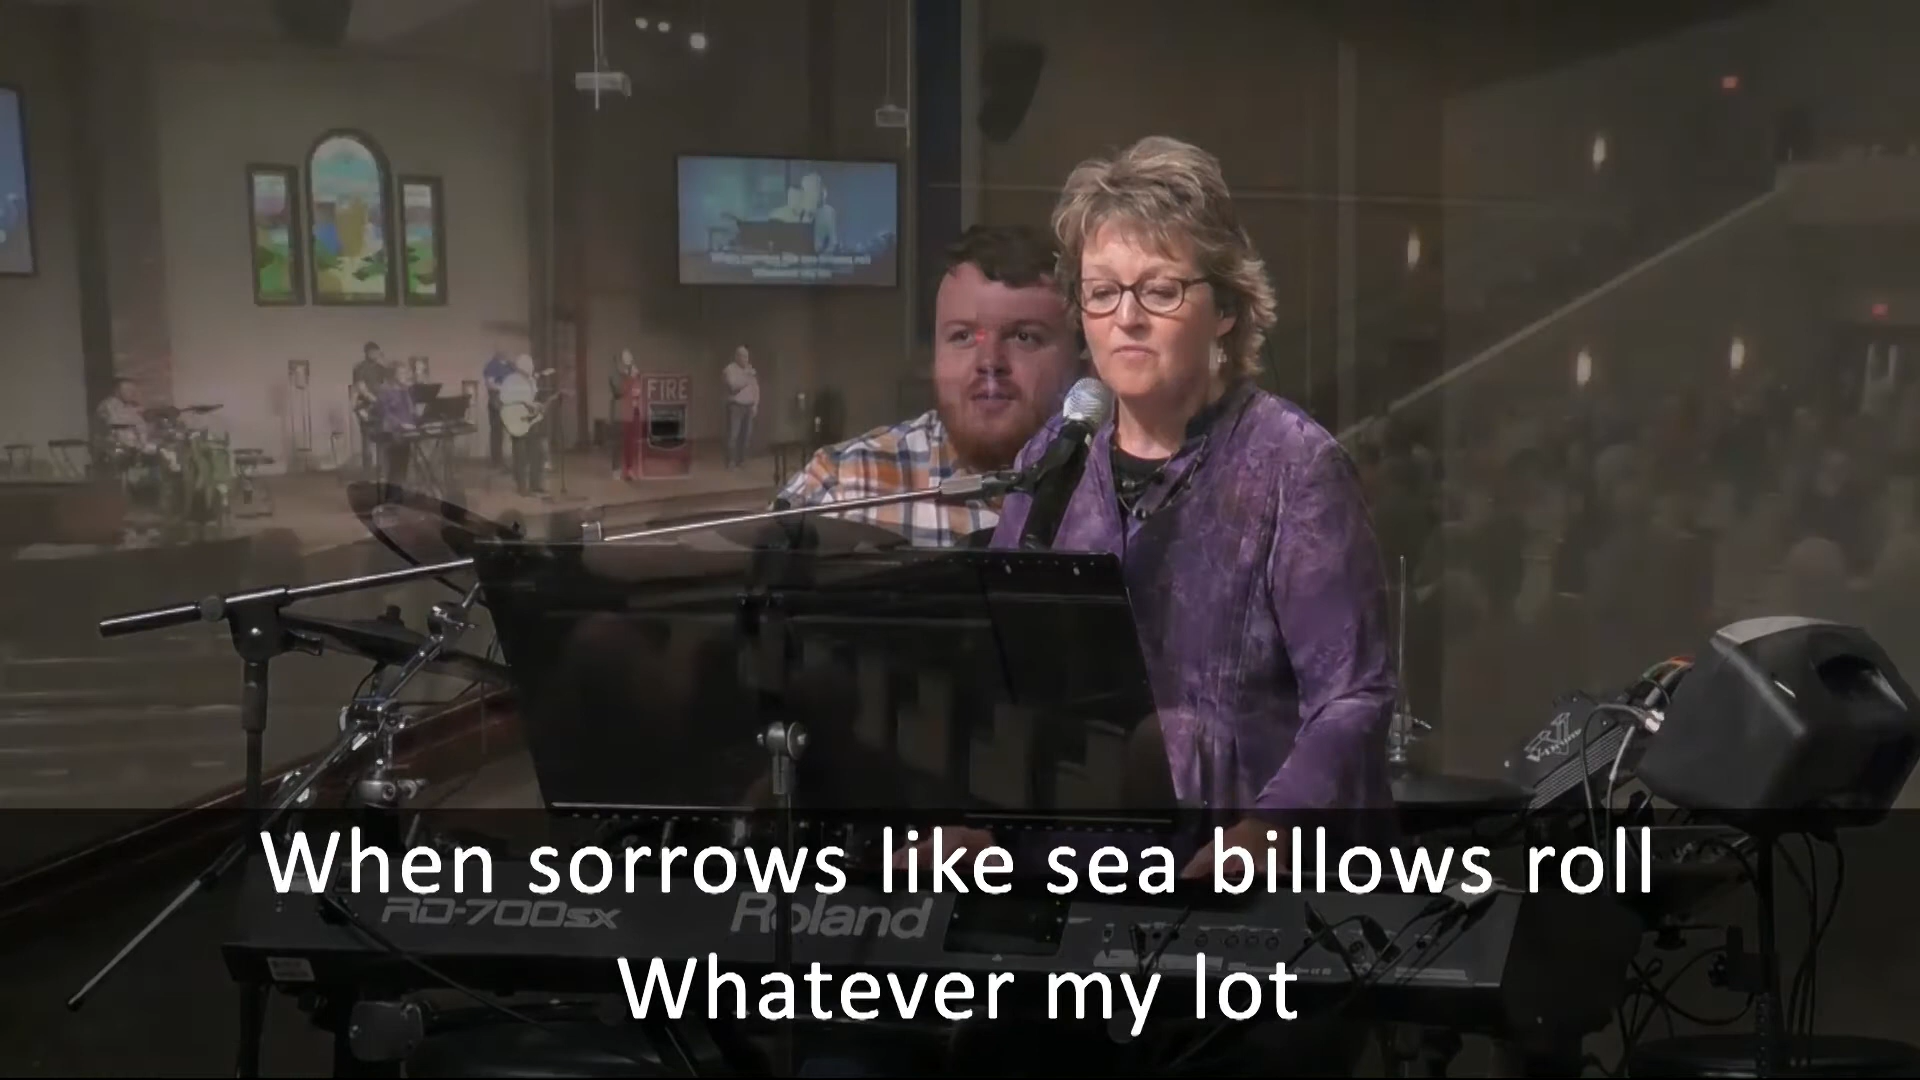 FIRE
When sorrows like sea billows roll
RD-700SX Roland
Whatever my lot